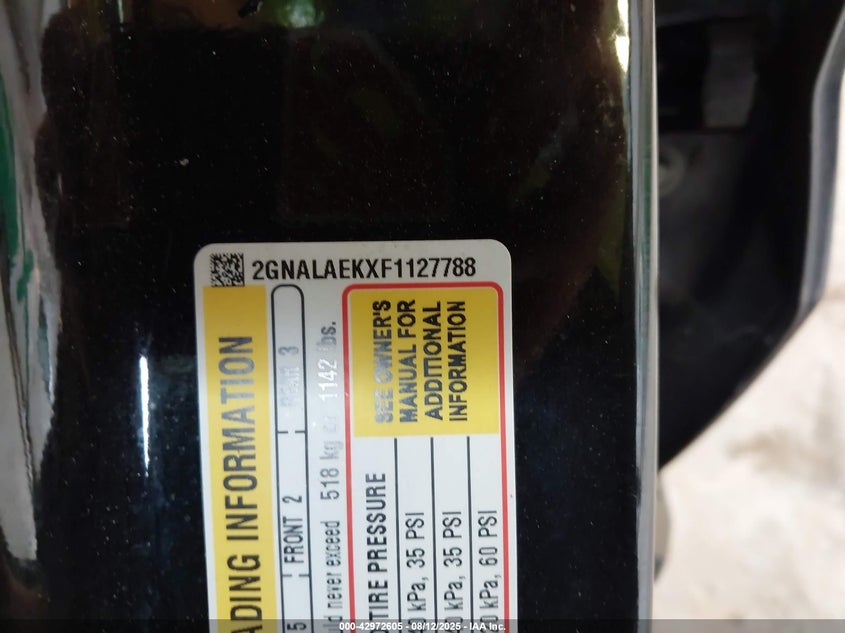 2GNALAEKXF1127788
ADING INFORMATION
5 FRONT 2 REAR 3
never exceed 518 kg or 1142 lbs.
TIRE PRESSURE
kPa, 35 PSI
kPa, 35 PSI
kPa, 60 PSI
SEE OWNER'S
MANUAL FOR
ADDITIONAL
INFORMATION
000-42972605 - 08/12/2025 - IAA Inc.